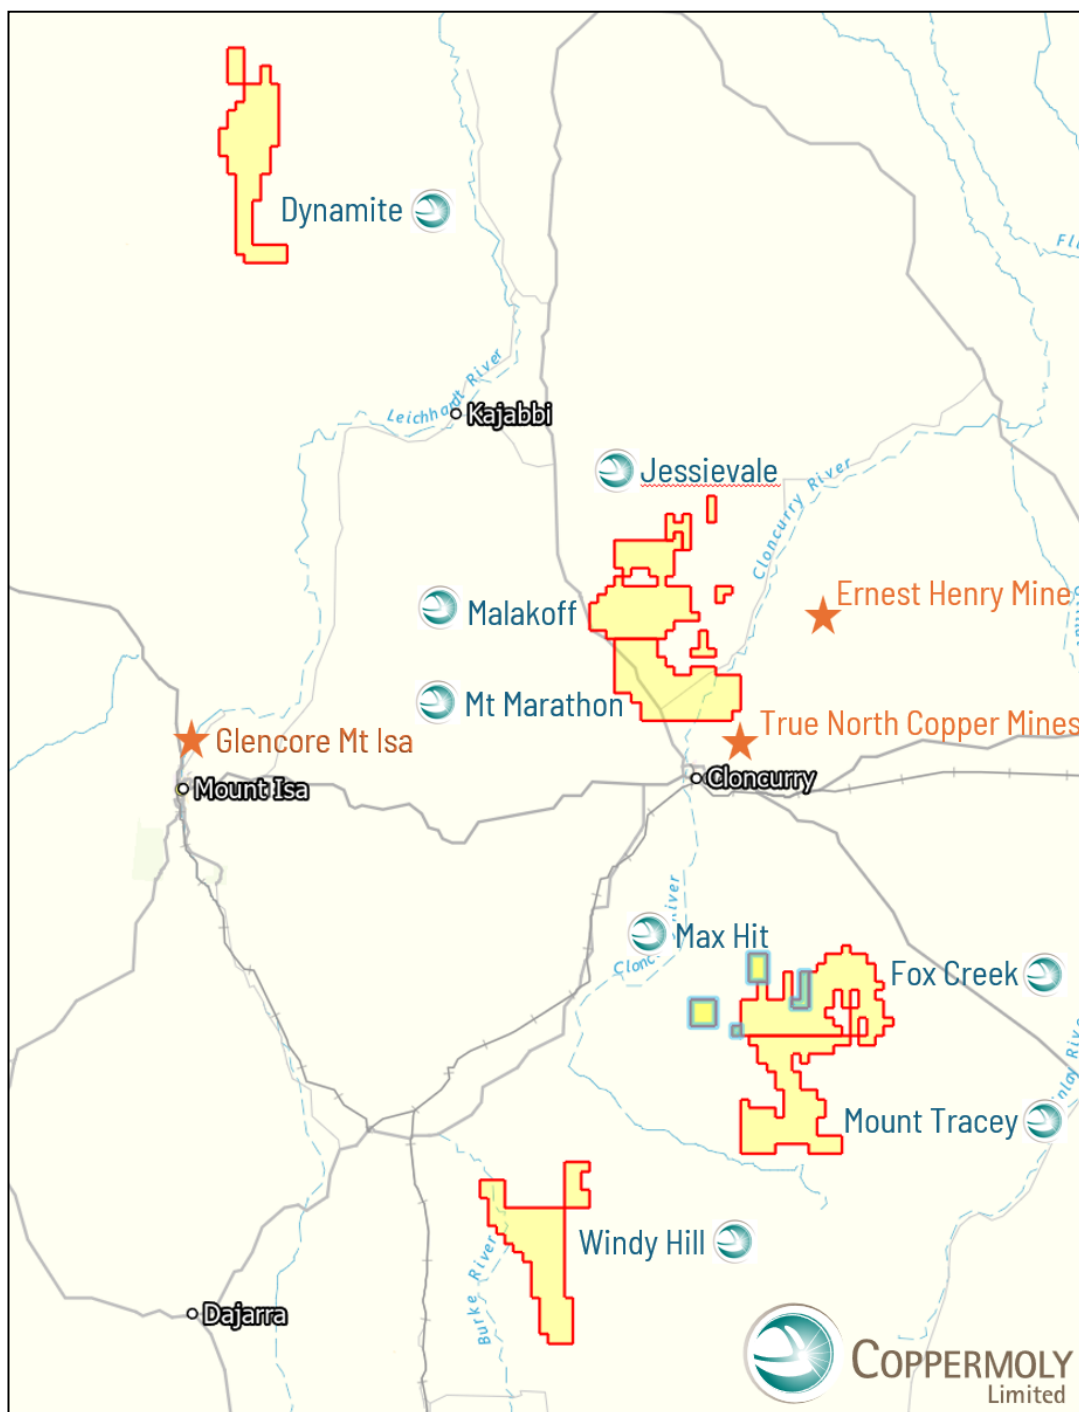 Dynamite
Fli
Leichhardt River
Kajabbi
Jessievale
Cloncurry River
Ernest Henry Mine
Malakoff
Mt Marathon
True North Copper Mines
Glencore Mt Isa
Cloncurry
Mount Isa
Max Hit
Fox Creek
Mount Tracey
Windy Hill
Burke River
Dajarra
COPPERMOLY
Limited